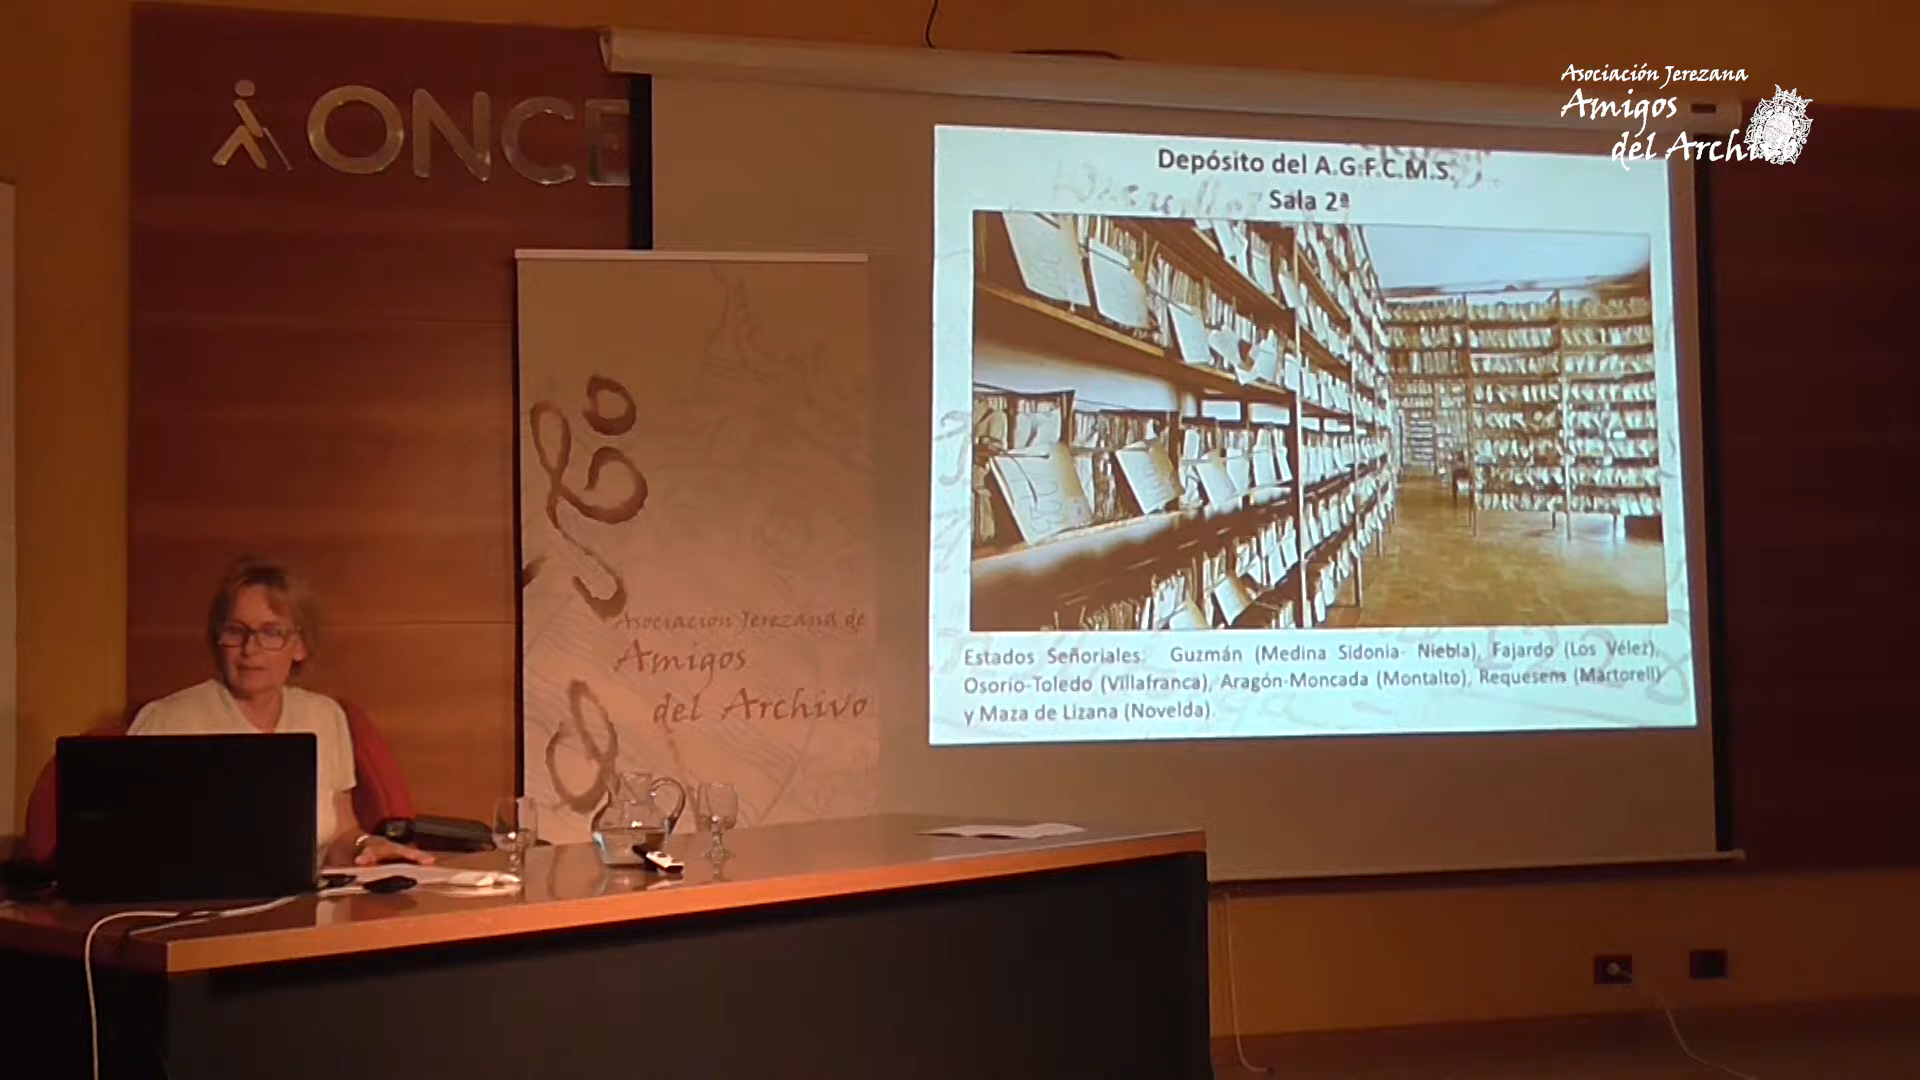 ONCE
Asociación Jerezana
Amigos
del Archivo
Depósito del A.G.F.C.M.S.
Sala 2ª
Estados Señoriales: Guzmán (Medina Sidonia- Niebla), Fajardo (Los Vélez),
Osorio-Toledo (Villafranca), Aragón-Moncada (Montalto), Requesens (Martorell)
y Maza de Lizana (Novelda).
Asociación Jerezana de
Amigos
del Archivo